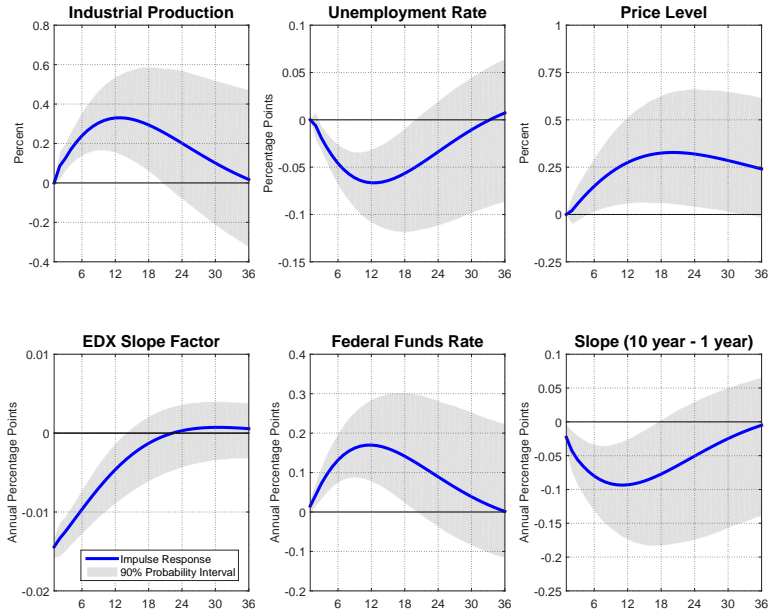 Industrial Production
Percent
0.8
0.6
0.4
0.2
0
0.2
-0.4
6 12 18 24 30 36
Unemployment Rate
Percentage Points
0.1
0.05
0
-0.05
-0.1
-0.15
6 12 18 24 30 36
Price Level
Percent
1
0.75
0.5
0.25
0
-0.25
6 12 18 24 30 36
EDX Slope Factor
Annual Percentage Points
0.01
0
-0.01
-0.02
Impulse Response
90% Probability Interval
6 12 18 24 30 36
Federal Funds Rate
Annual Percentage Points
0.4
0.3
0.2
0.1
0
-0.1
-0.2
6 12 18 24 30 36
Slope (10 year - 1 year)
Annual Percentage Points
0.1
0.05
0
-0.05
-0.1
-0.15
-0.2
-0.25
6 12 18 24 30 36